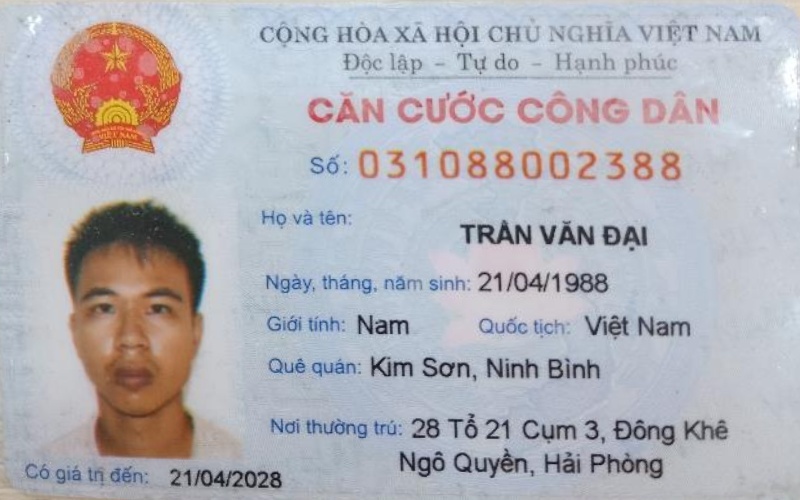 CỘNG HÒA XÃ HỘI CHỦ NGHĨA VIỆT NAM
Độc lập - Tự do - Hạnh phúc
CĂN CƯỚC CÔNG DÂN
Số: 031088002388
Họ và tên:
TRẦN VĂN ĐẠI
Ngày, tháng, năm sinh: 21/04/1988
Giới tính: Nam Quốc tịch: Việt Nam
Quê quán: Kim Sơn, Ninh Bình
Nơi thường trú: 28 Tổ 21 Cụm 3, Đông Khê
Ngô Quyền, Hải Phòng
Có giá trị đến: 21/04/2028
VIỆT NAM